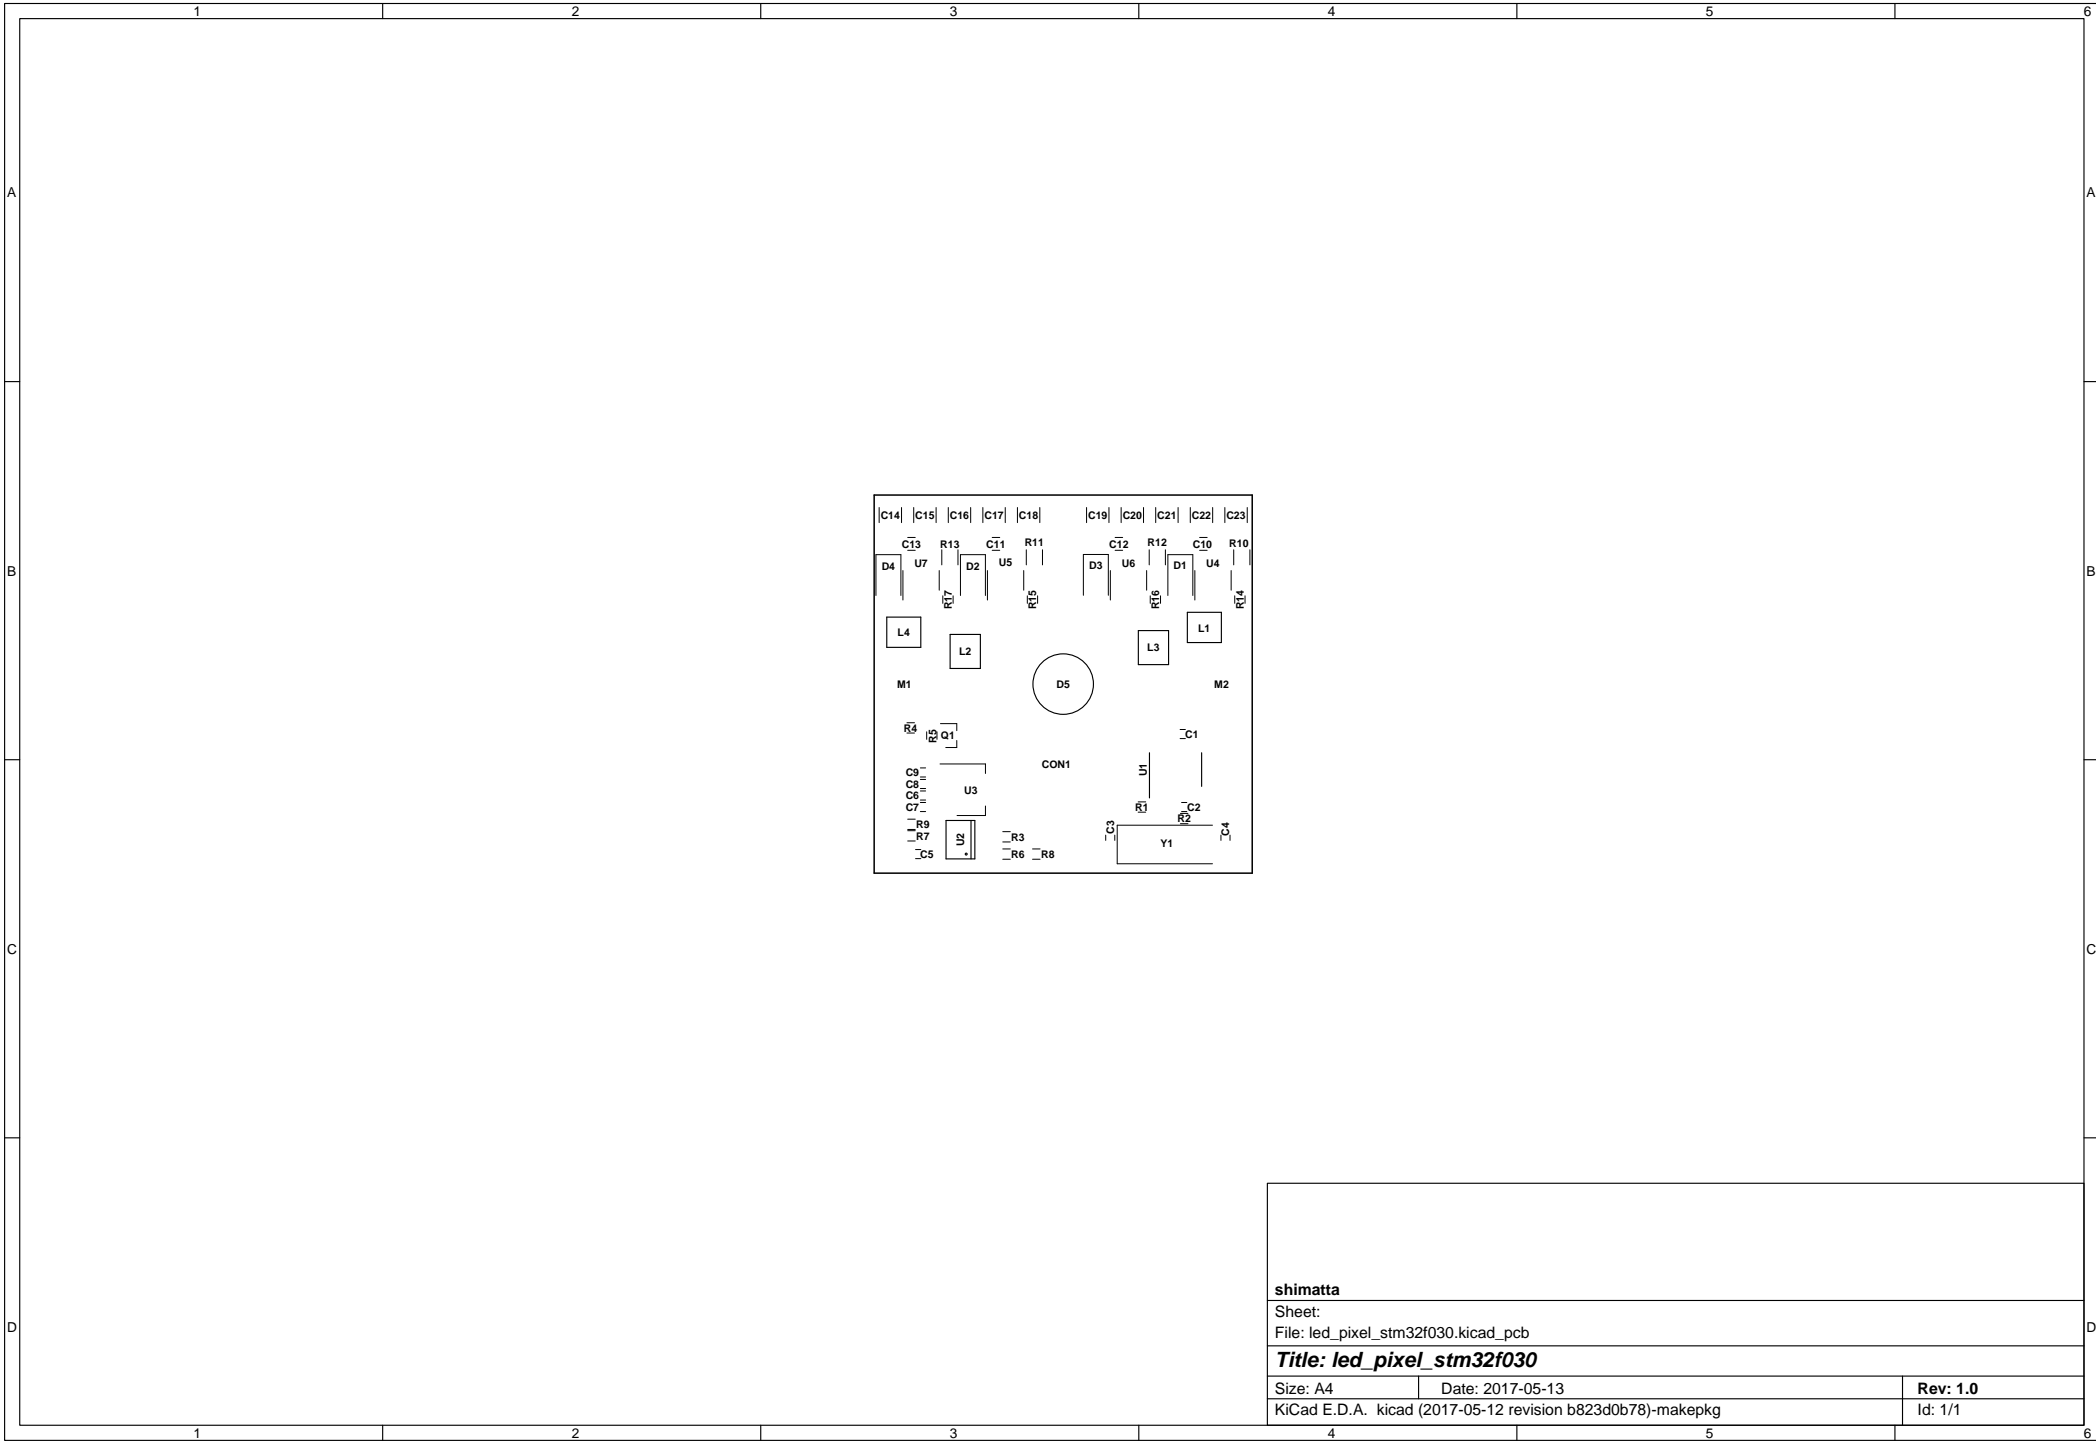 1 2 3 4 5 6
A A
C14 C15 C16 C17 C18 C19 C20 C21 C22 C23
C13 R13 C11 R11 C12 R12 C10 R10
D4 U7 D2 U5 D3 U6 D1 U4
B B
R17 R15 R16 R14
L4 L2 L3 L1
M1 D5 M2
R4 R5 Q1 C1
C9 CON1 U1
C8 U3
C6
C7 R1 C2
R9 R2
R7 U2 R3 C3 Y1 C4
C5 R6 R8
C C
shimatta
Sheet:
File: led_pixel_stm32f030.kicad_pcb
D D
Title: led_pixel_stm32f030
Size: A4 Date: 2017-05-13 Rev: 1.0
KiCad E.D.A. kicad (2017-05-12 revision b823d0b78)-makepkg Id: 1/1
1 2 3 4 5 6